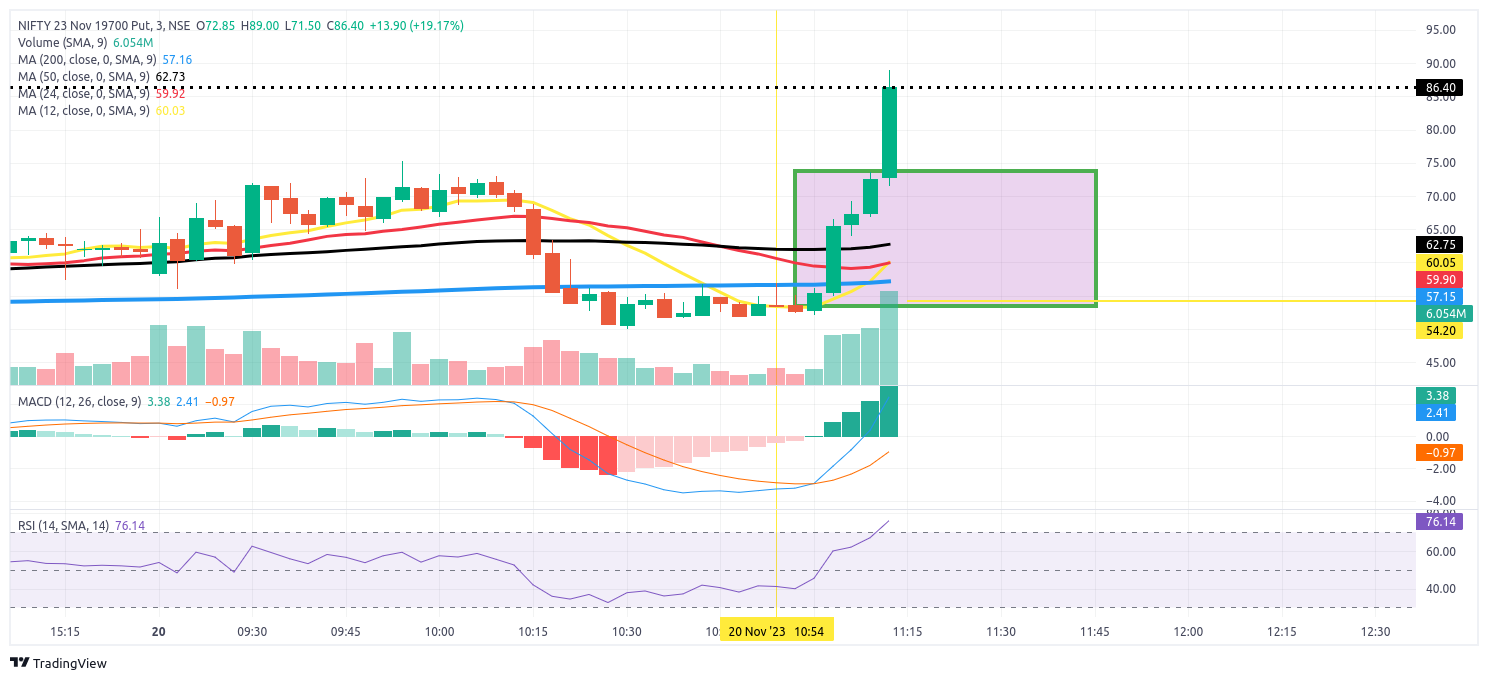 NIFTY 23 Nov 19700 Put, 3, NSE O72.85 H89.00 L71.50 C86.40 +13.90 (+19.17%)
Volume (SMA, 9) 6.054M
MA (200, close, 0, SMA, 9) 57.16
MA (50, close, 0, SMA, 9) 62.73
MA (24, close, 0, SMA, 9) 59.92
MA (12, close, 0, SMA, 9) 60.03
95.00
90.00
86.40
85.00
80.00
75.00
70.00
65.00
62.75
60.05
59.90
57.15
6.054M
54.20
45.00
MACD (12, 26, close, 9) 3.38 2.41 −0.97
3.38
2.41
0.00
−0.97
−2.00
−4.00
RSI (14, SMA, 14) 76.14
80.00
76.14
60.00
40.00
15:15 20 09:30 09:45 10:00 10:15 10:30 20 Nov '23 10:54 11:15 11:30 11:45 12:00 12:15 12:30
TradingView